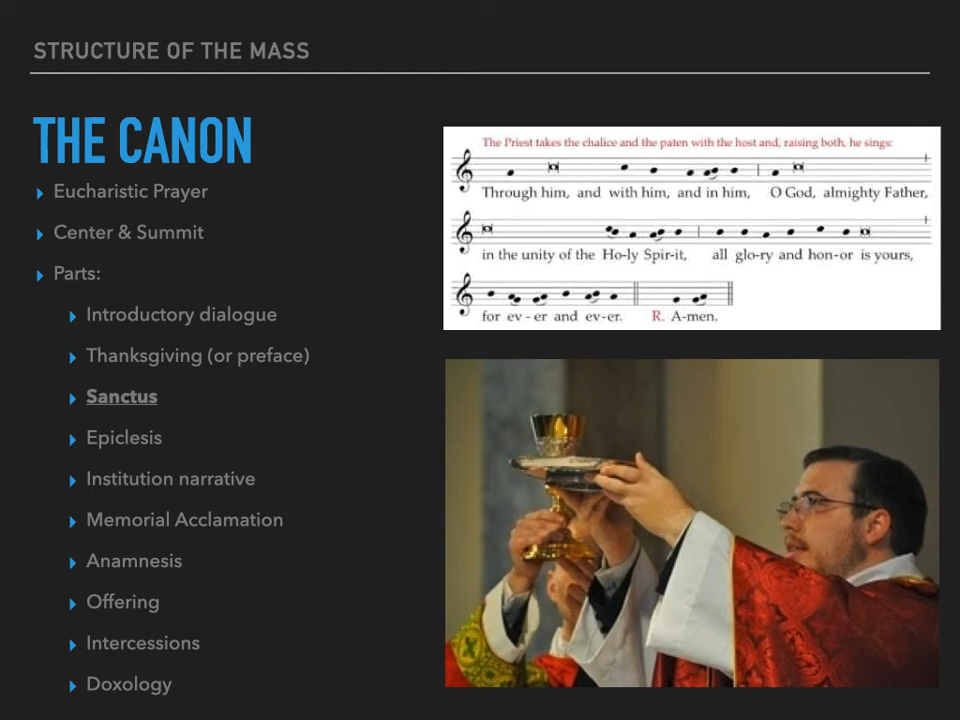 STRUCTURE OF THE MASS
THE CANON
Eucharistic Prayer
Center & Summit
Parts:
Introductory dialogue
Thanksgiving (or preface)
Sanctus
Epiclesis
Institution narrative
Memorial Acclamation
Anamnesis
Offering
Intercessions
Doxology
The Priest takes the chalice and the paten with the host and, raising both, he sings:
Through him, and with him, and in him, O God, almighty Father,
in the unity of the Ho-ly Spir-it, all glo-ry and hon-or is yours,
for ev-er and ev-er. R. A-men.